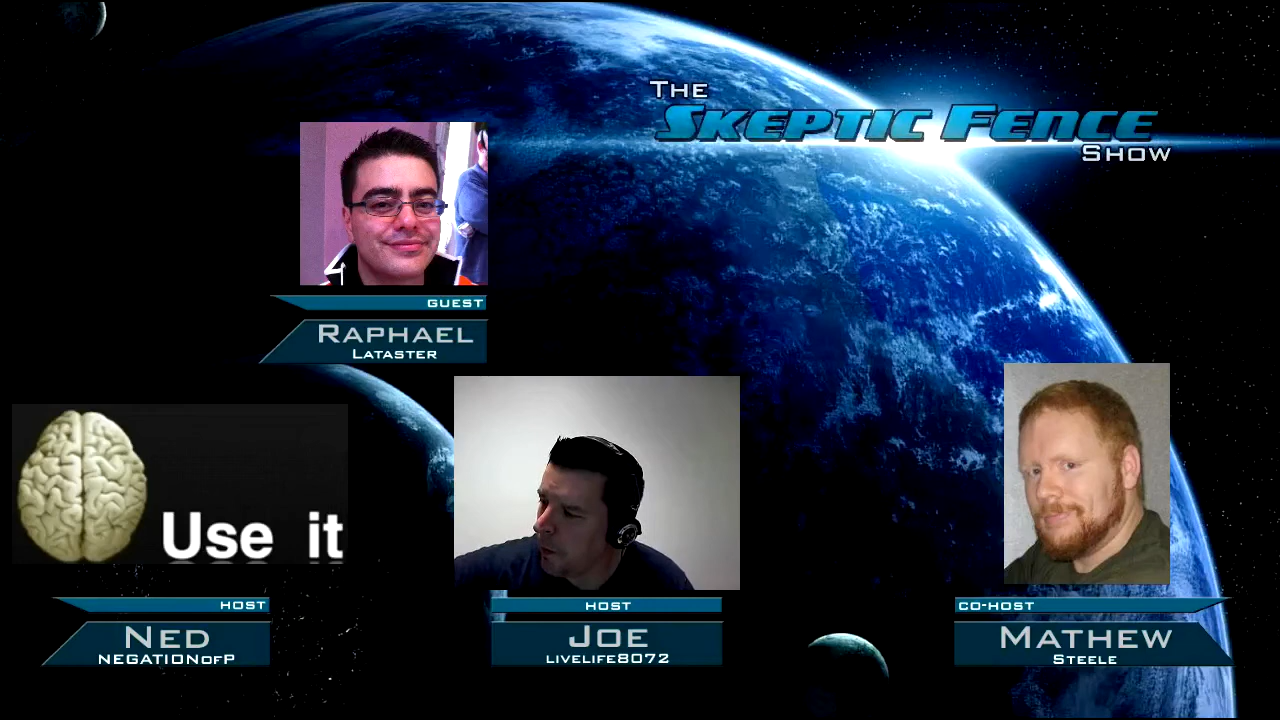 The
Skeptic Fence
Show
Guest
Raphael
Lataster
Use it
Host
Ned
NEGATIONofP
Host
Joe
livelife8072
Co-Host
Mathew
Steele